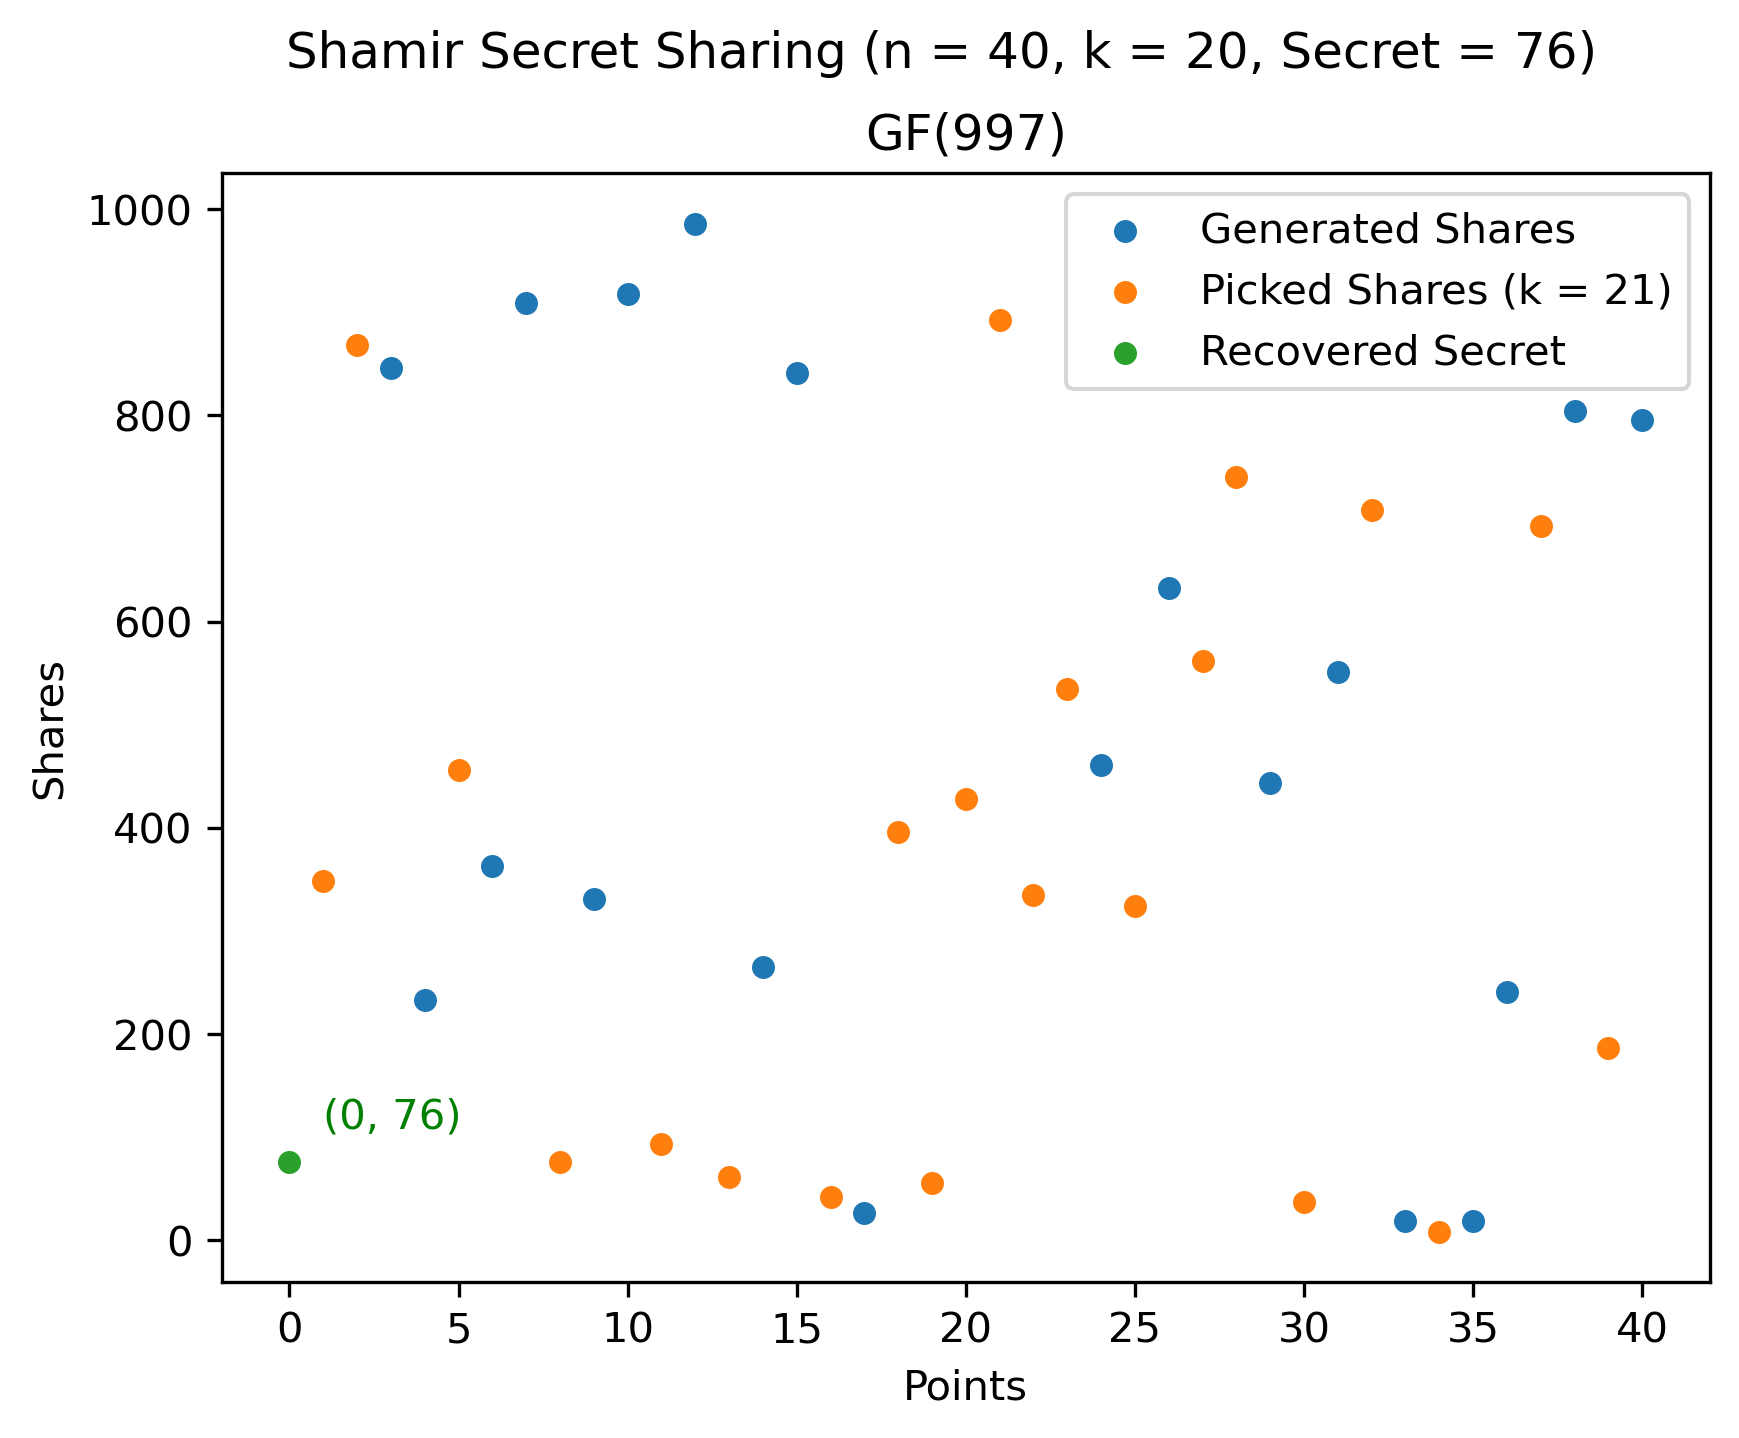 Shamir Secret Sharing (n = 40, k = 20, Secret = 76)
GF(997)
Generated Shares
Picked Shares (k = 21)
Recovered Secret
1000
800
600
400
200
0
Shares
(0, 76)
0 5 10 15 20 25 30 35 40
Points